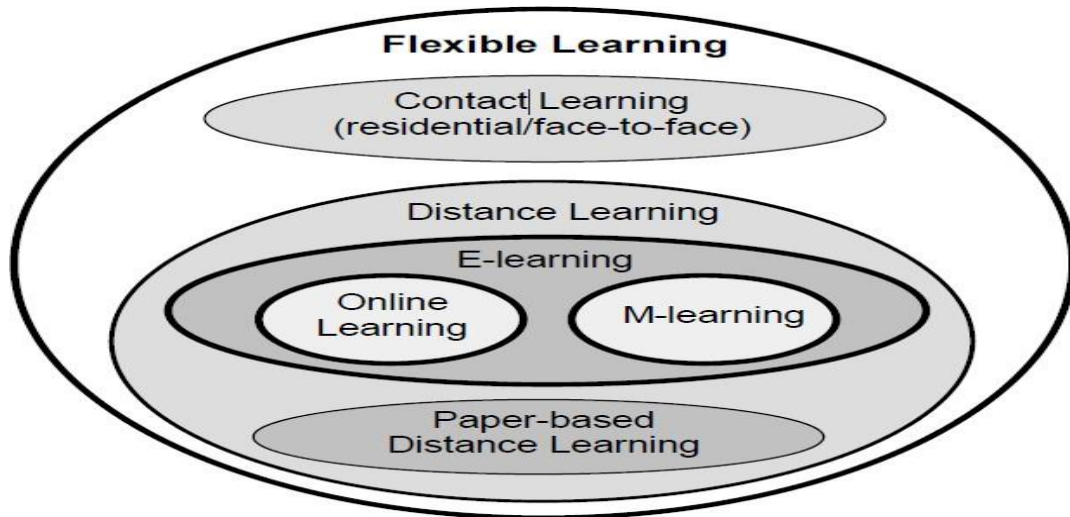 Flexible Learning
Contact Learning
(residential/face-to-face)
Distance Learning
E-learning
Online
Learning
M-learning
Paper-based
Distance Learning